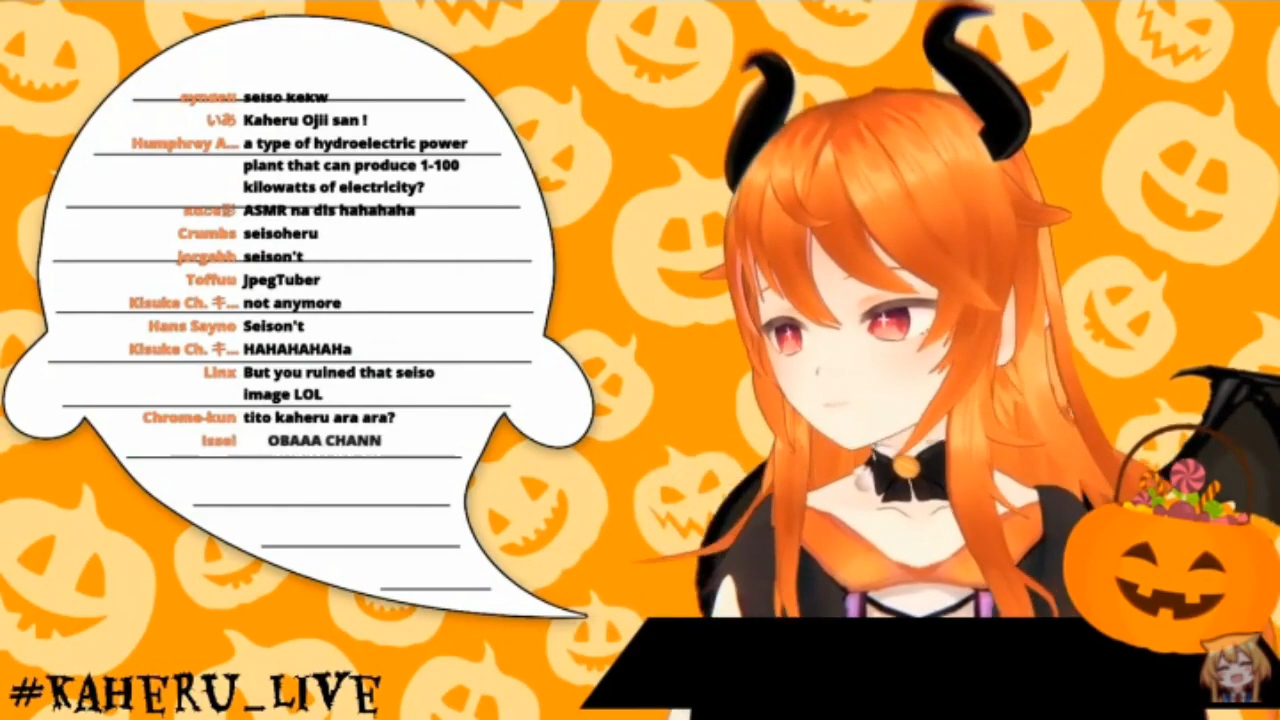 seiso kekw
いあ Kaheru Ojii san !
Humphrey A... a type of hydroelectric power
plant that can produce 1-100
kilowatts of electricity?
ASMR na dis hahahaha
Crumbs seisoheru
jorgehh seison't
Toffuu JpegTuber
Kisuke Ch. キ... not anymore
Hans Sayno Seison't
Kisuke Ch. キ... HAHAHAHAHa
Linx But you ruined that seiso
image LOL
Chrome-kun tito kaheru ara ara?
Issei OBAAA CHANN
#KAHERU_LIVE